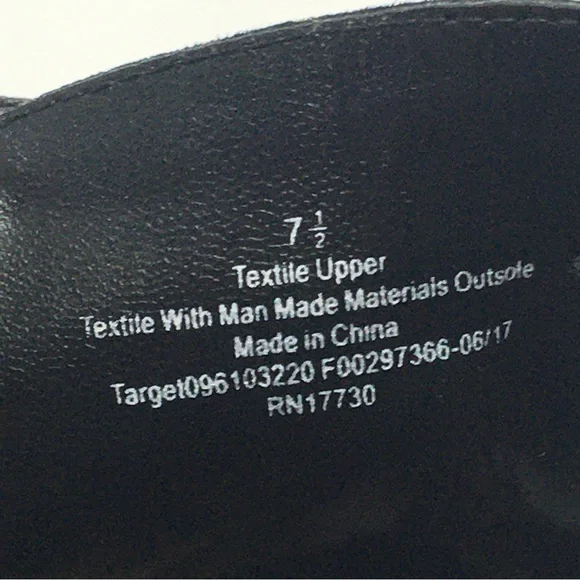 7 1/2
Textile Upper
Textile With Man Made Materials Outsole
Made in China
Target096103220 F00297366-06/17
RN17730